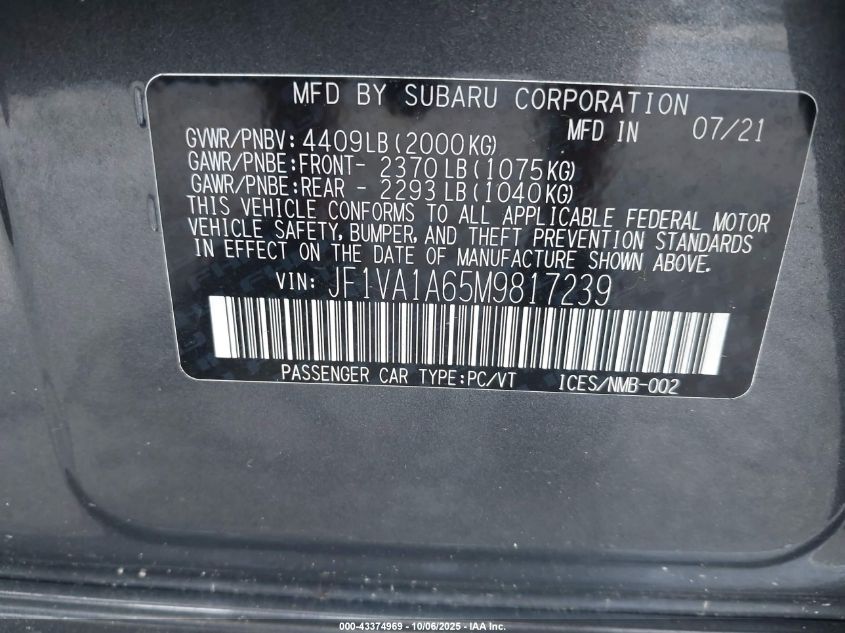 MFD BY SUBARU CORPORATION
MFD IN 07/21
GVWR/PNBV: 4409LB(2000KG)
GAWR/PNBE:FRONT- 2370LB(1075KG)
GAWR/PNBE:REAR - 2293LB(1040KG)
THIS VEHICLE CONFORMS TO ALL APPLICABLE FEDERAL MOTOR
VEHICLE SAFETY, BUMPER, AND THEFT PREVENTION STANDARDS
IN EFFECT ON THE DATE OF MANUFACTURE SHOWN ABOVE.
VIN: JF1VA1A65M9817239
PASSENGER CAR TYPE:PC/VT ICES/NMB-002
000-43374969 | 10/06/2025 - IAA Inc.